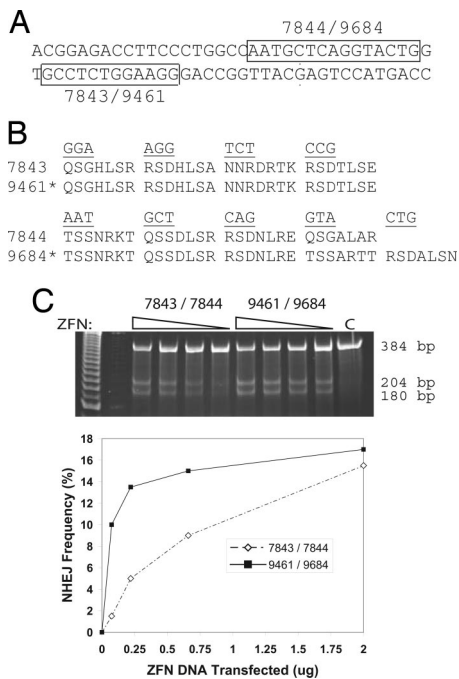 A
7844/9684
ACGGAGACCTTCCCTGGCCAATGCTCAGGTACTGG
TGCCTCTGGAAGGGACCGGTTACGAGTCCATGACC
7843/9461
B
GGA AGG TCT CCG
7843 QSGHLSR RSDHLSA NNRDRTK RSDTLSE
9461* QSGHLSR RSDHLSA NNRDRTK RSDTLSE
AAT GCT CAG GTA CTG
7844 TSSNRKT QSSDLSR RSDNLRE QSGALAR
9684* TSSNRKT QSSDLSR RSDNLRE TSSARTT RSDALSN
C
7843 / 7844 9461 / 9684
ZFN: C
384 bp
204 bp
180 bp
18
16
14
12
10
8
6
4
2
0
NHEJ Frequency (%)
7843 / 7844
9461 / 9684
0 0.25 0.5 0.75 1 1.25 1.5 1.75 2
ZFN DNA Transfected (ug)